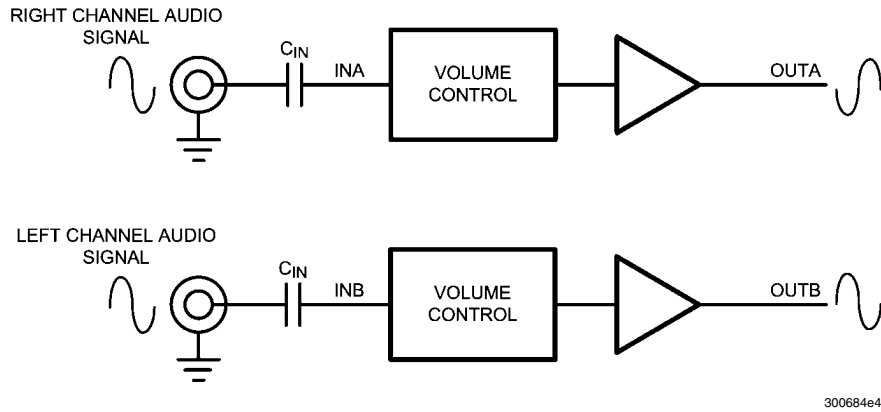 RIGHT CHANNEL AUDIO
SIGNAL
CIN
INA
VOLUME
CONTROL
OUTA
LEFT CHANNEL AUDIO
SIGNAL
CIN
INB
VOLUME
CONTROL
OUTB
300684e4